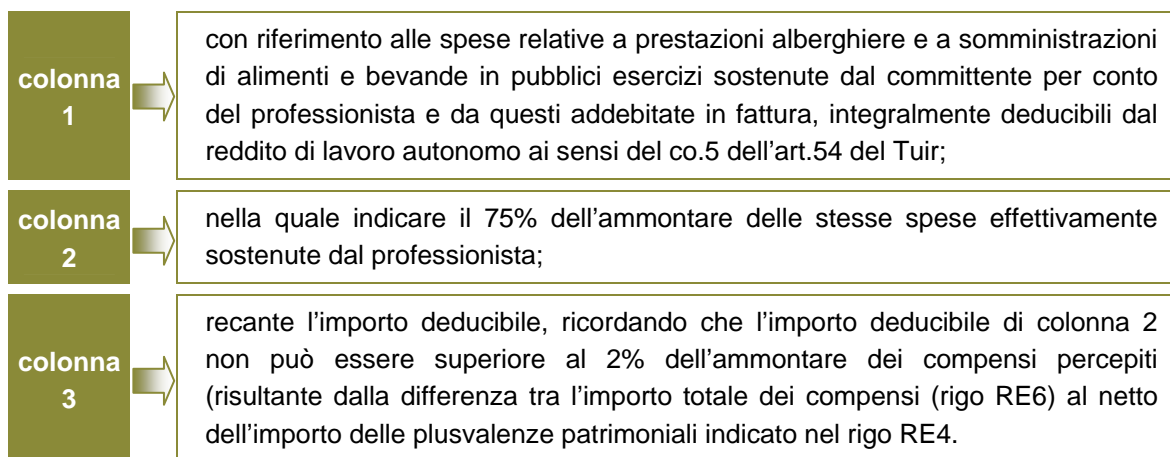 colonna
1
con riferimento alle spese relative a prestazioni alberghiere e a somministrazioni
di alimenti e bevande in pubblici esercizi sostenute dal committente per conto
del professionista e da questi addebitate in fattura, integralmente deducibili dal
reddito di lavoro autonomo ai sensi del co.5 dell’art.54 del Tuir;
colonna
2
nella quale indicare il 75% dell’ammontare delle stesse spese effettivamente
sostenute dal professionista;
colonna
3
recante l’importo deducibile, ricordando che l’importo deducibile di colonna 2
non può essere superiore al 2% dell’ammontare dei compensi percepiti
(risultante dalla differenza tra l’importo totale dei compensi (rigo RE6) al netto
dell’importo delle plusvalenze patrimoniali indicato nel rigo RE4.